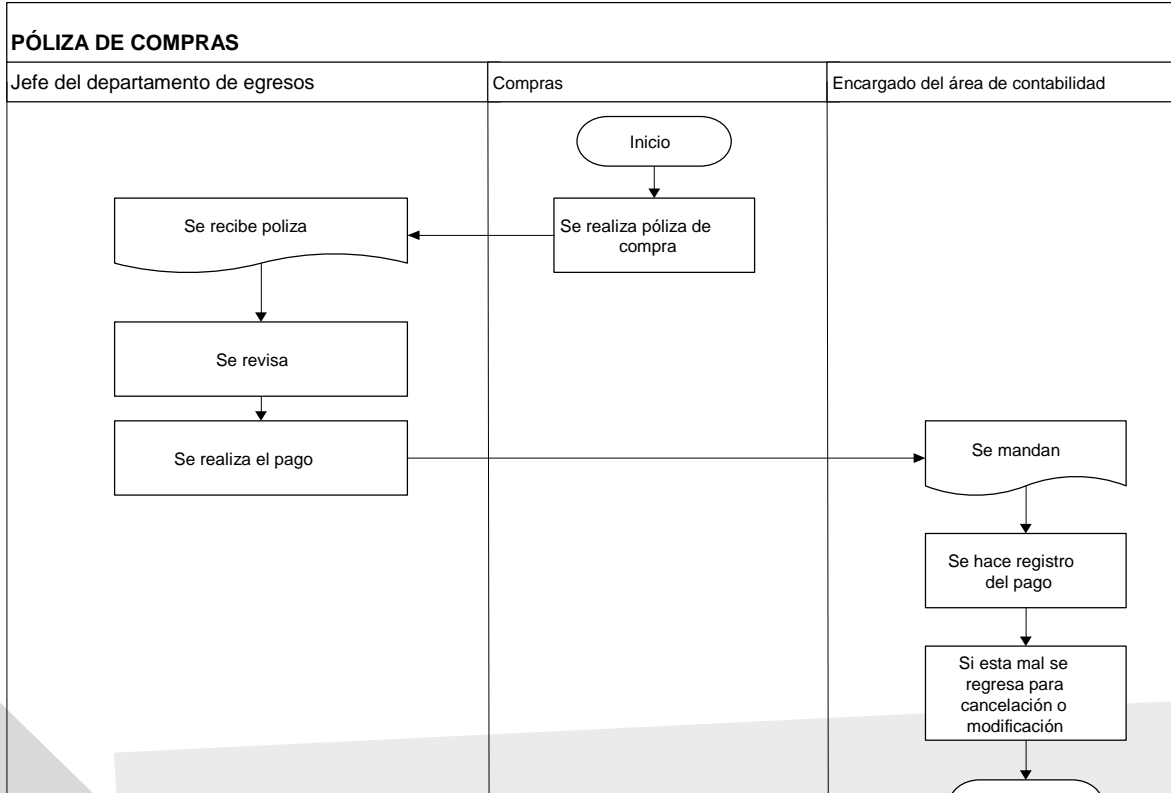 PÓLIZA DE COMPRAS
Jefe del departamento de egresos
Compras
Encargado del área de contabilidad
Inicio
Se recibe poliza
Se realiza póliza de
compra
Se revisa
Se realiza el pago
Se mandan
Se hace registro
del pago
Si esta mal se
regresa para
cancelación o
modificación